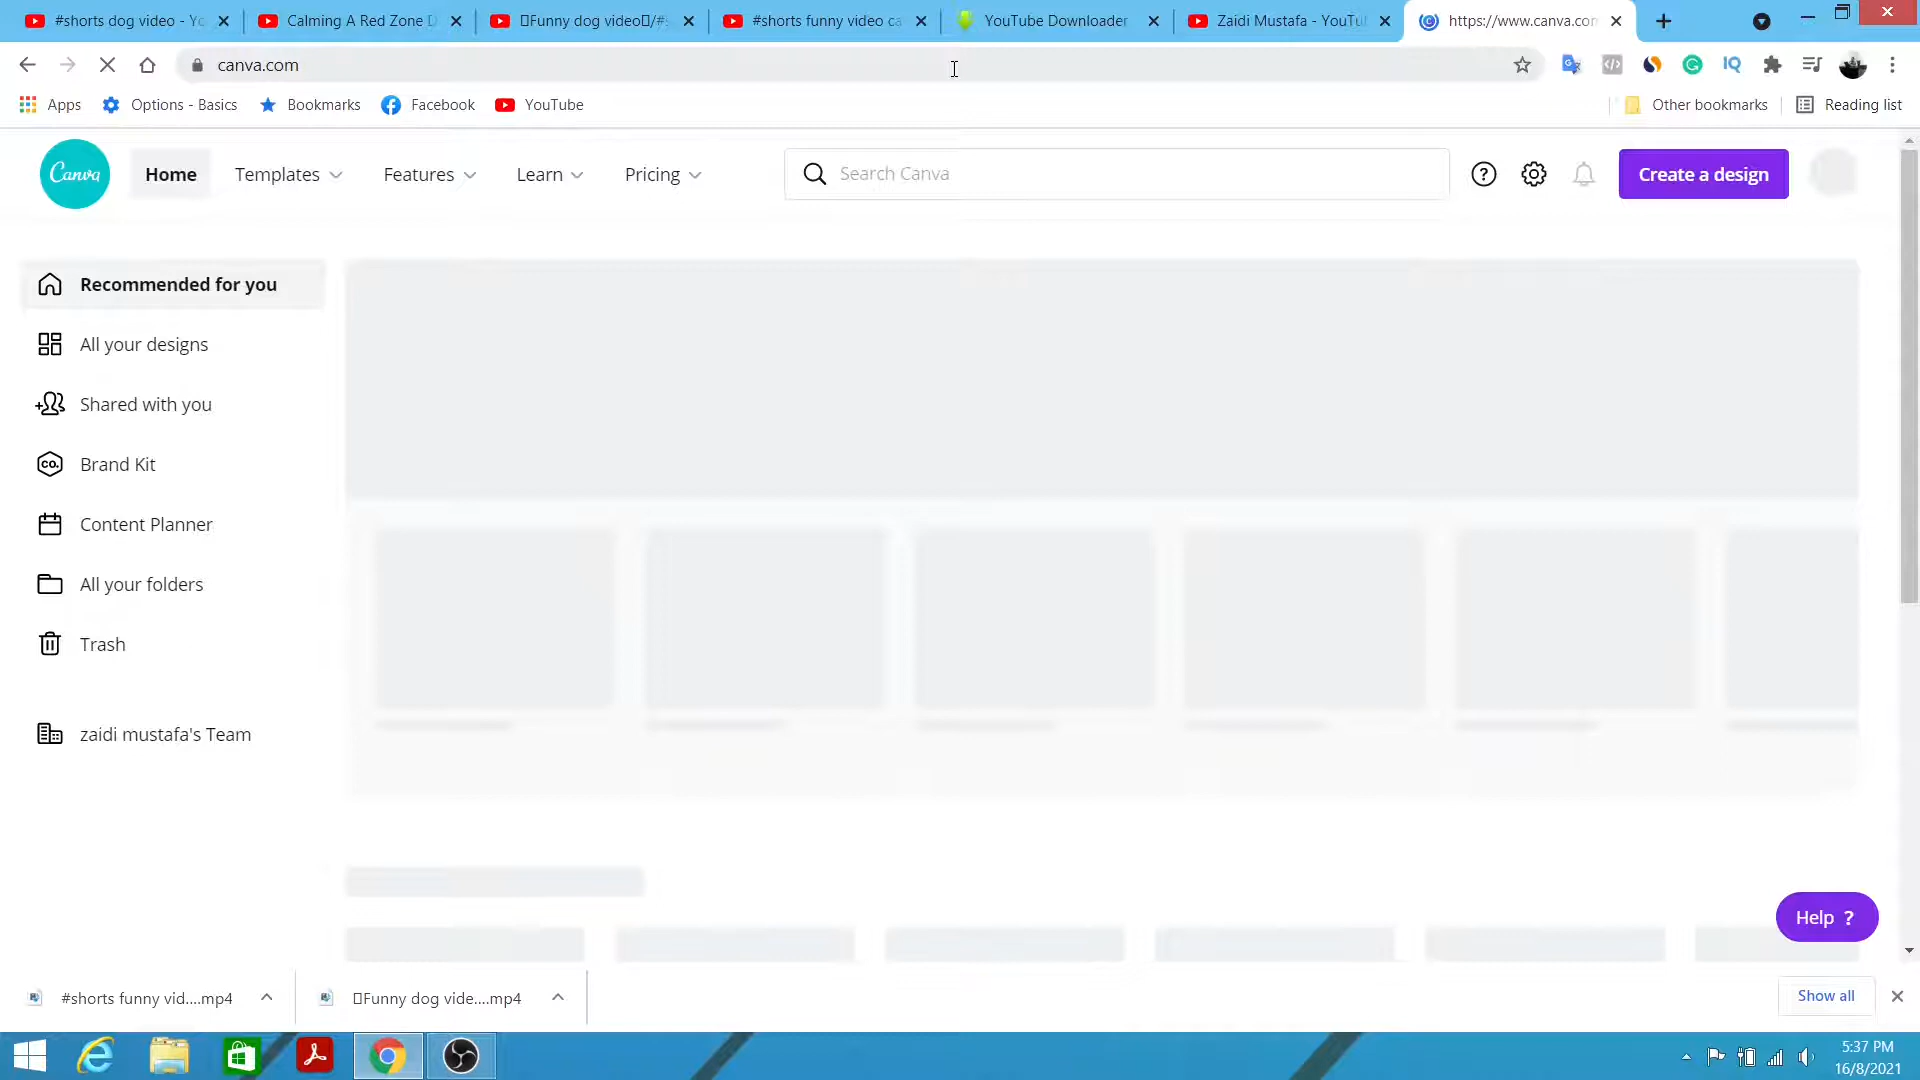 #shorts dog video - Yo
Calming A Red Zone D
▯Funny dog video▯/#s
#shorts funny video ca
YouTube Downloader
Zaidi Mustafa - YouTu
https://www.canva.com
canva.com
Apps
Options - Basics
Bookmarks
Facebook
YouTube
Other bookmarks
Reading list
Canva
Home
Templates
Features
Learn
Pricing
Search Canva
Create a design
Recommended for you
All your designs
Shared with you
CO.
Brand Kit
Content Planner
All your folders
Trash
zaidi mustafa's Team
Help ?
#shorts funny vid....mp4
▯Funny dog vide....mp4
Show all
5:37 PM
16/8/2021